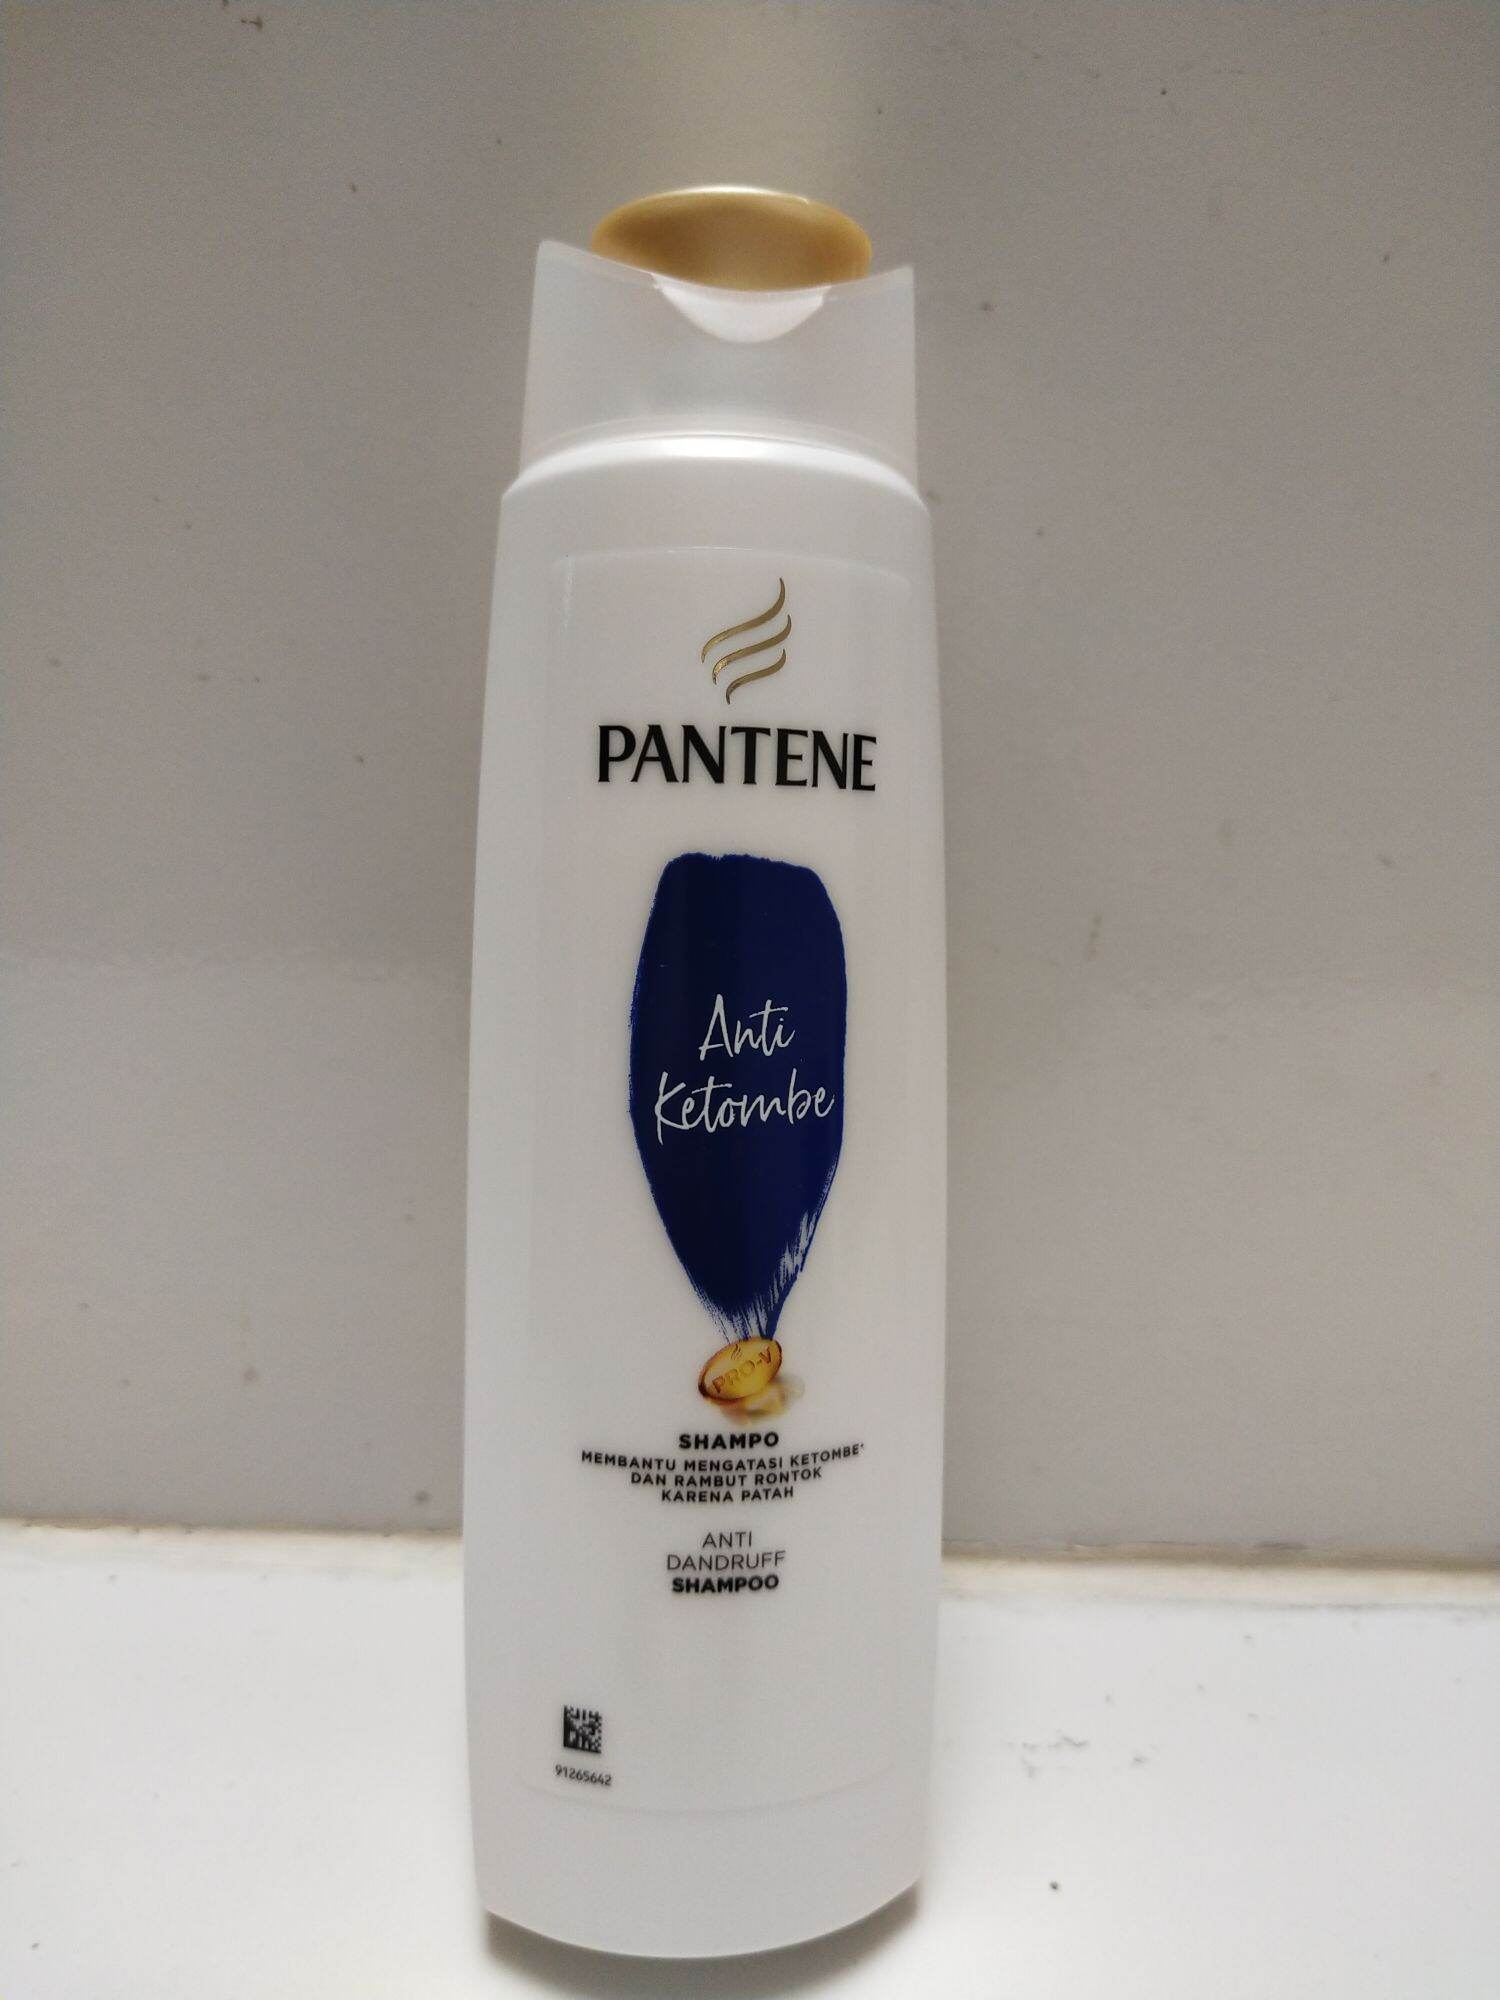 PANTENE
Anti
Ketombe
PRO-V
SHAMPO
MEMBANTU MENGATASI KETOMBE*
DAN RAMBUT RONTOK
KARENA PATAH
ANTI
DANDRUFF
SHAMPOO
91265642